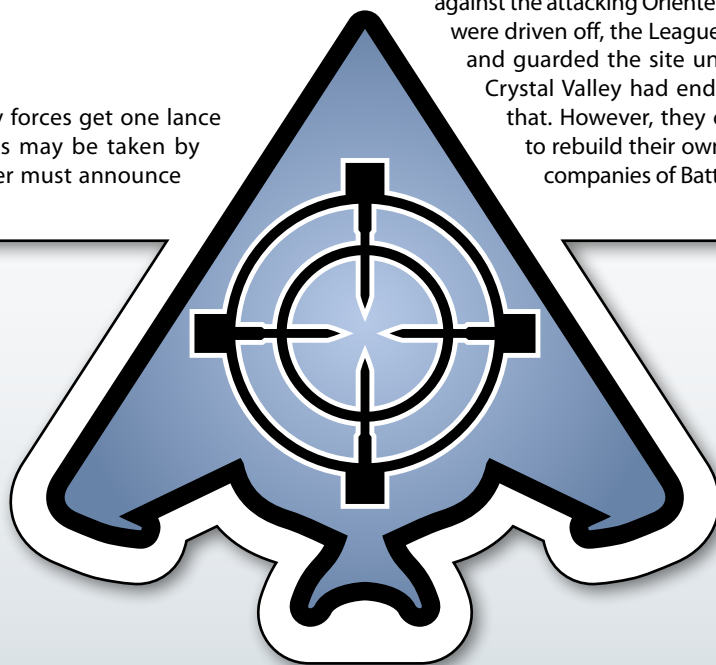 y forces get one lance
s may be taken by
er must announce
against the attacking Oriente
were driven off, the League
and guarded the site un
Crystal Valley had end
that. However, they
to rebuild their own
companies of Batt